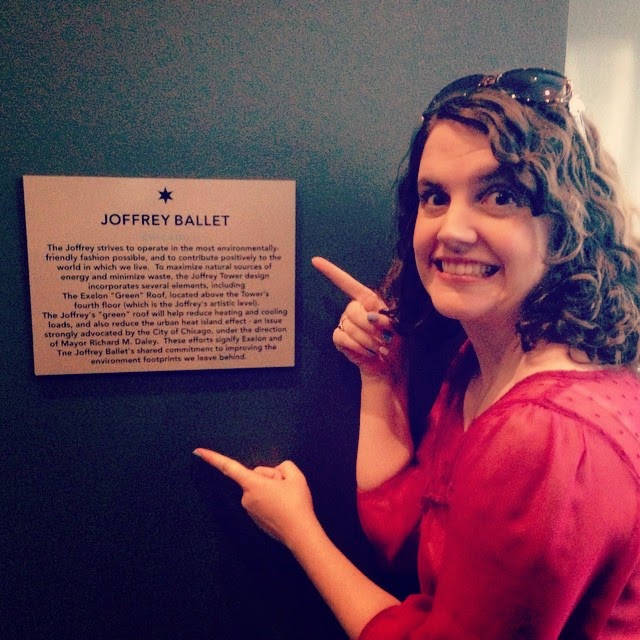 JOFFREY BALLET
The Joffrey strives to operate in the most environmentally-
friendly fashion possible, and to contribute positively to the
world in which we live. To maximize natural sources of
energy and minimize waste, the Joffrey Tower design
incorporates several elements, including
The Exelon "Green" Roof, located above the Tower's
fourth floor (which is the Joffrey's artistic level).
The Joffrey's "green" roof will help reduce heating and cooling
loads, and also reduce the urban heat island effect - an issue
strongly advocated by the City of Chicago, under the direction
of Mayor Richard M. Daley. These efforts signify Exelon and
The Joffrey Ballet's shared commitment to improving the
environment footprints we leave behind.